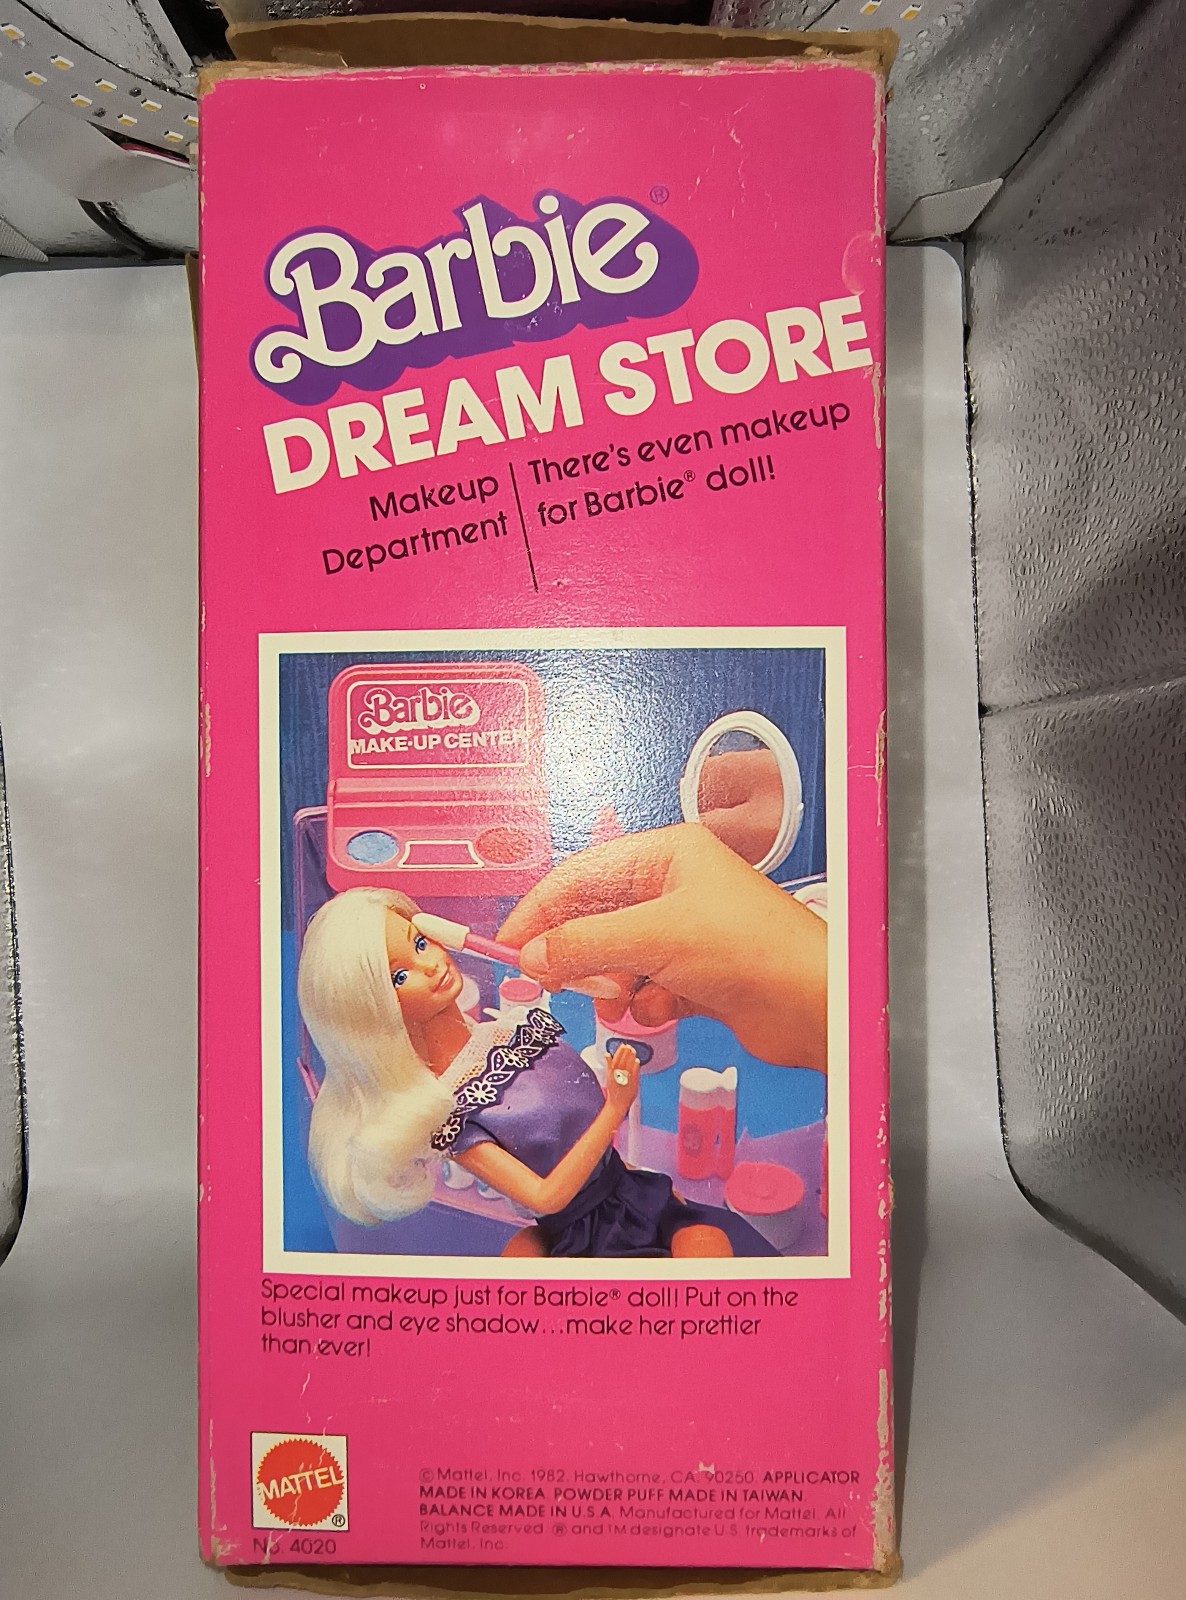 Barbie®
DREAM STORE
Makeup
Department
There's even makeup
for Barbie® doll!
Barbie
MAKE-UP CENTER
Special makeup just for Barbie® doll! Put on the
blusher and eye shadow...make her prettier
than ever!
MATTEL®
No. 4020
© Mattel, Inc. 1982. Hawthorne, CA. 90250. APPLICATOR
MADE IN KOREA. POWDER PUFF MADE IN TAIWAN.
BALANCE MADE IN U.S.A. Manufactured for Mattel. All
Rights Reserved. ® and TM designate U.S. trademarks of
Mattel, Inc.